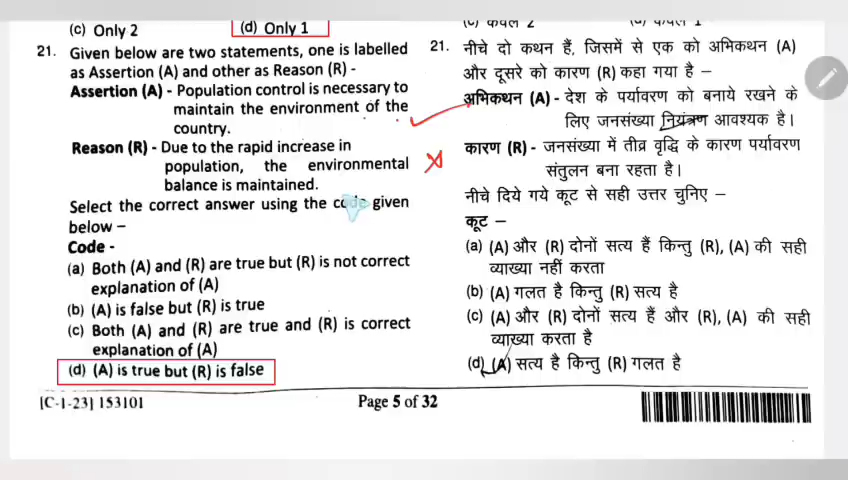 (c) Only 2
(d) Only 1
21. Given below are two statements, one is labelled
as Assertion (A) and other as Reason (R) -
Assertion (A) - Population control is necessary to
maintain the environment of the
country.
Reason (R) - Due to the rapid increase in
population, the environmental
balance is maintained.
Select the correct answer using the code given
below –
Code -
(a) Both (A) and (R) are true but (R) is not correct
explanation of (A)
(b) (A) is false but (R) is true
(c) Both (A) and (R) are true and (R) is correct
explanation of (A)
(d) (A) is true but (R) is false
(c) केवल 2
(d) केवल 1
21. नीचे दो कथन हैं, जिसमें से एक को अभिकथन (A)
और दूसरे को कारण (R) कहा गया है –
अभिकथन (A) - देश के पर्यावरण को बनाये रखने के
लिए जनसंख्या नियंत्रण आवश्यक है।
कारण (R) - जनसंख्या में तीव्र वृद्धि के कारण पर्यावरण
संतुलन बना रहता है।
नीचे दिये गये कूट से सही उत्तर चुनिए –
कूट –
(a) (A) और (R) दोनों सत्य हैं किन्तु (R), (A) की सही
व्याख्या नहीं करता
(b) (A) गलत है किन्तु (R) सत्य है
(c) (A) और (R) दोनों सत्य हैं और (R), (A) की सही
व्याख्या करता है
(d) (A) सत्य है किन्तु (R) गलत है
[C-1-23] 153101
Page 5 of 32